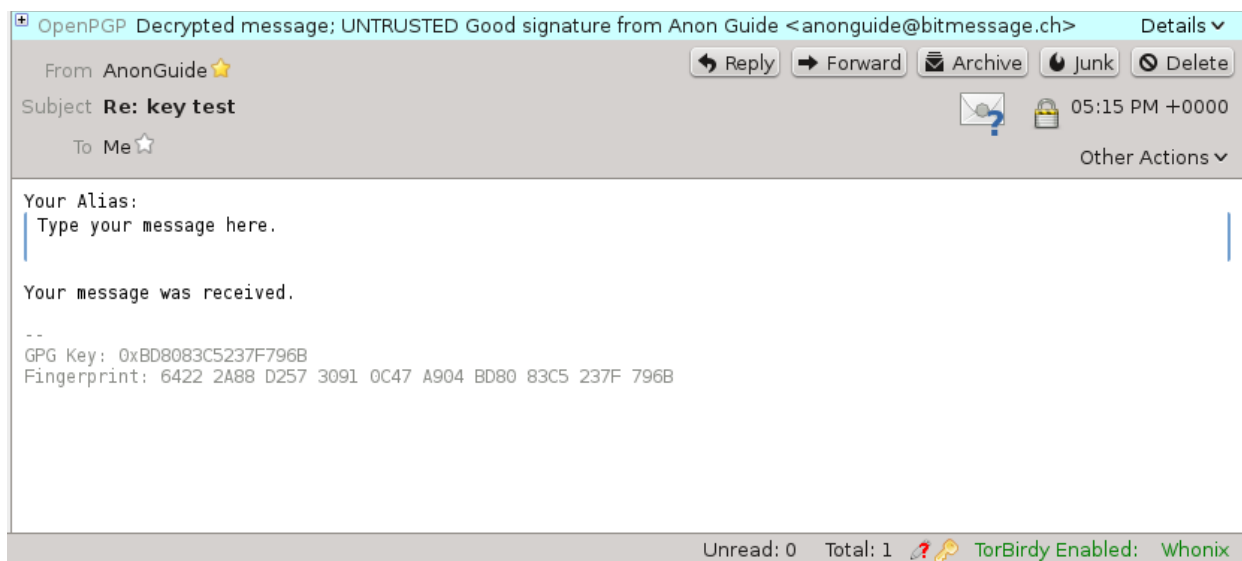 OpenPGP Decrypted message; UNTRUSTED Good signature from Anon Guide <anonguide@bitmessage.ch> Details
From AnonGuide Reply Forward Archive Junk Delete
Subject Re: key test 05:15 PM +0000
To Me Other Actions
Your Alias:
Type your message here.
Your message was received.
--
GPG Key: 0xBD8083C5237F796B
Fingerprint: 6422 2A88 D257 3091 0C47 A904 BD80 83C5 237F 796B
Unread: 0 Total: 1 TorBirdy Enabled: Whonix